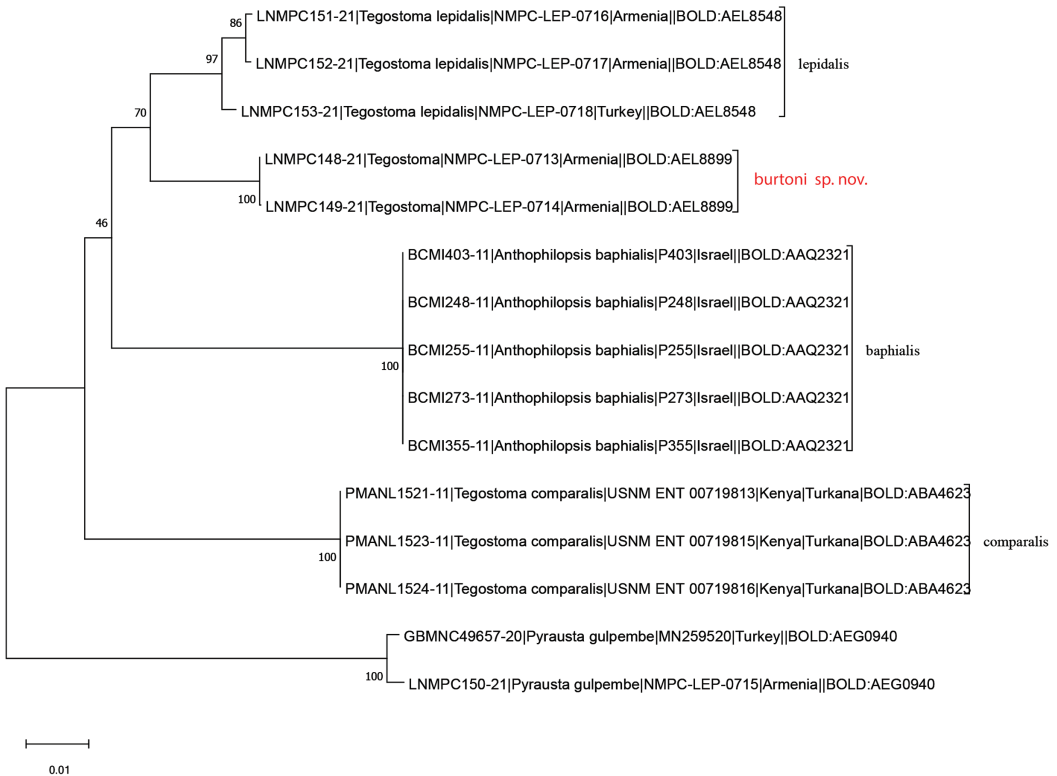 86
LNMPC151-21|Tegostoma lepidalis|NMPC-LEP-0716|Armenia||BOLD:AEL8548
97
LNMPC152-21|Tegostoma lepidalis|NMPC-LEP-0717|Armenia||BOLD:AEL8548
lepidalis
70
LNMPC153-21|Tegostoma lepidalis|NMPC-LEP-0718|Turkey||BOLD:AEL8548
LNMPC148-21|Tegostoma|NMPC-LEP-0713|Armenia||BOLD:AEL8899
burtoni sp. nov.
100
LNMPC149-21|Tegostoma|NMPC-LEP-0714|Armenia||BOLD:AEL8899
46
BCMI403-11|Anthophilopsis baphialis|P403|Israel||BOLD:AAQ2321
BCMI248-11|Anthophilopsis baphialis|P248|Israel||BOLD:AAQ2321
BCMI255-11|Anthophilopsis baphialis|P255|Israel||BOLD:AAQ2321
baphialis
100
BCMI273-11|Anthophilopsis baphialis|P273|Israel||BOLD:AAQ2321
BCMI355-11|Anthophilopsis baphialis|P355|Israel||BOLD:AAQ2321
PMANL1521-11|Tegostoma comparalis|USNM ENT 00719813|Kenya|Turkana|BOLD:ABA4623
PMANL1523-11|Tegostoma comparalis|USNM ENT 00719815|Kenya|Turkana|BOLD:ABA4623
comparalis
100
PMANL1524-11|Tegostoma comparalis|USNM ENT 00719816|Kenya|Turkana|BOLD:ABA4623
GBMNC49657-20|Pyrausta gulpembe|MN259520|Turkey||BOLD:AEG0940
100
LNMPC150-21|Pyrausta gulpembe|NMPC-LEP-0715|Armenia||BOLD:AEG0940
0.01